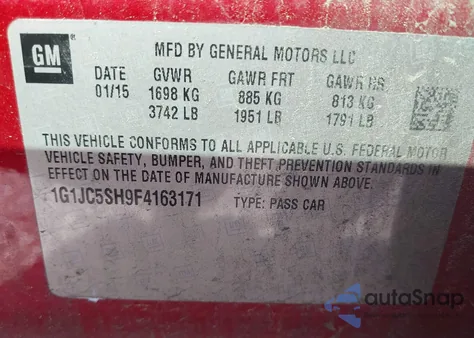 GM
MFD BY GENERAL MOTORS LLC
DATE GVWR GAWR FRT GAWR RR
01/15 1698 KG 885 KG 813 KG
3742 LB 1951 LB 1791 LB
THIS VEHICLE CONFORMS TO ALL APPLICABLE U.S. FEDERAL MOTOR
VEHICLE SAFETY, BUMPER, AND THEFT PREVENTION STANDARDS IN
EFFECT ON THE DATE OF MANUFACTURE SHOWN ABOVE.
1G1JC5SH9F4163171 TYPE: PASS CAR
autoSnap